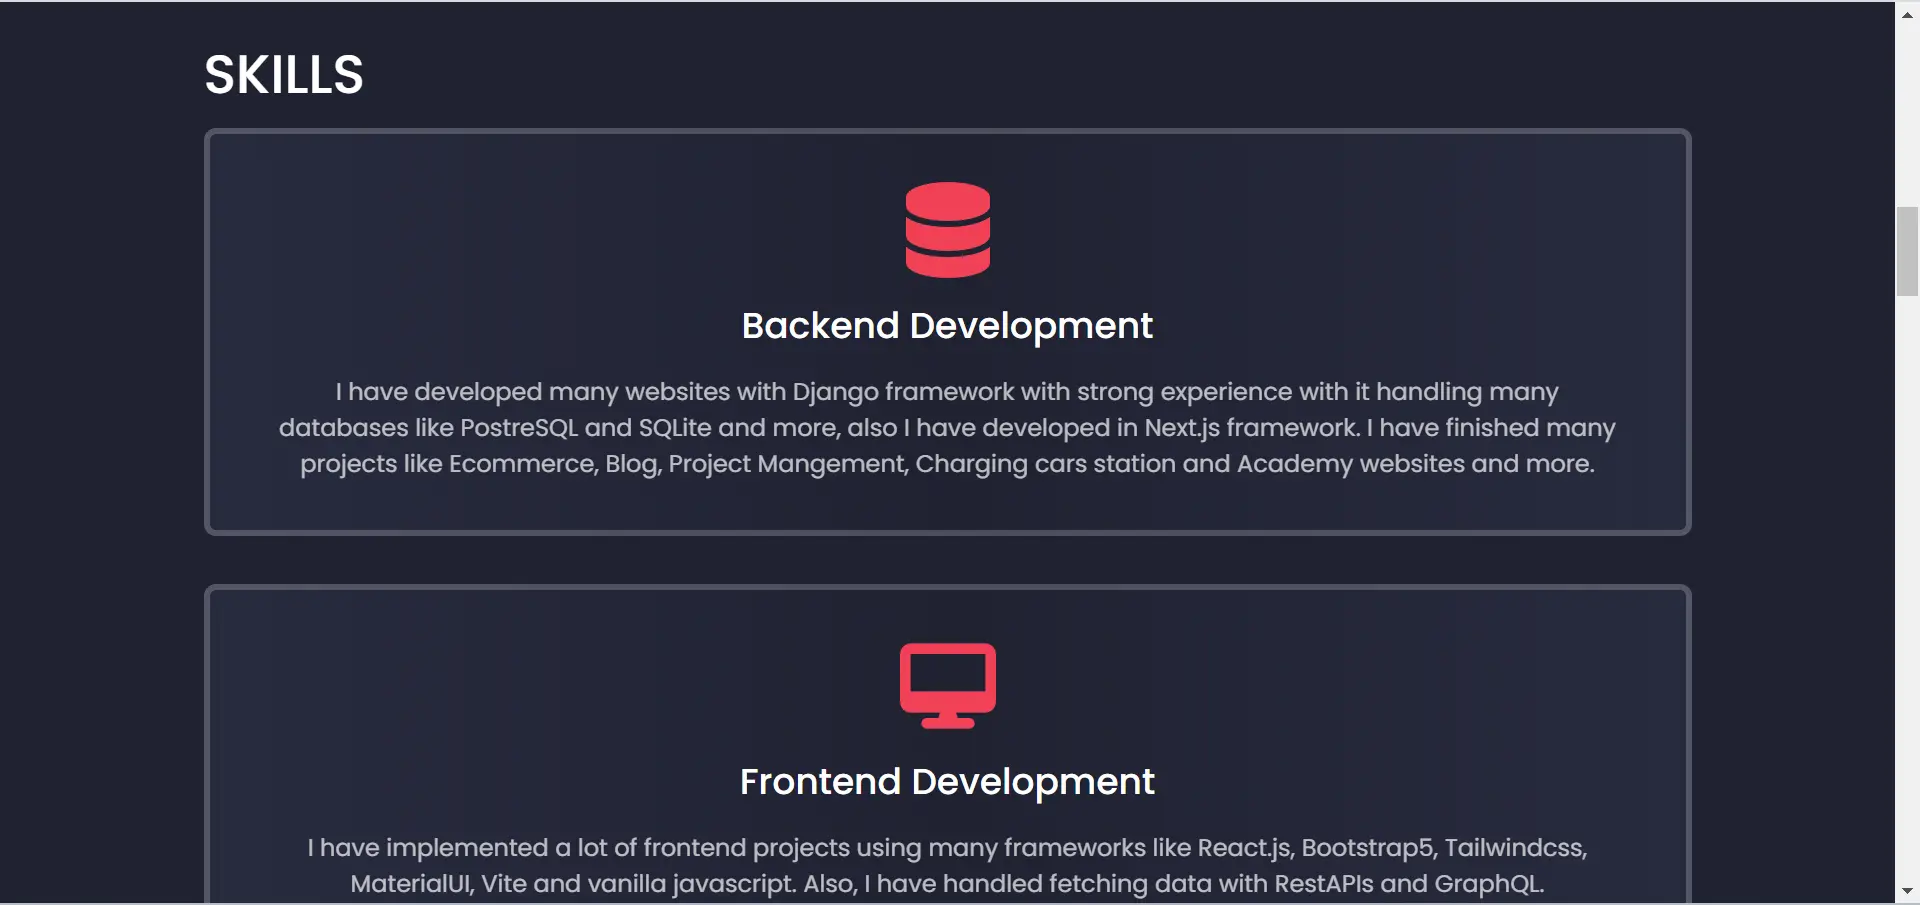 SKILLS
Backend Development
I have developed many websites with Django framework with strong experience with it handling many
databases like PostreSQL and SQLite and more, also I have developed in Next.js framework. I have finished many
projects like Ecommerce, Blog, Project Mangement, Charging cars station and Academy websites and more.
Frontend Development
I have implemented a lot of frontend projects using many frameworks like React.js, Bootstrap5, Tailwindcss,
MaterialUI, Vite and vanilla javascript. Also, I have handled fetching data with RestAPIs and GraphQL.